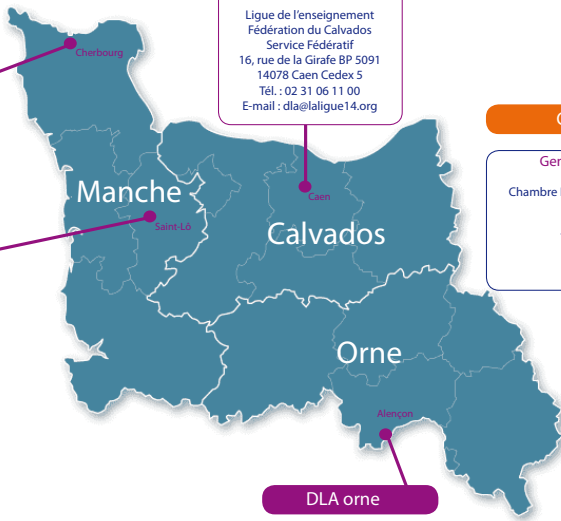 Ligue de l'enseignement
Fédération du Calvados
Service Fédératif
16, rue de la Girafe BP 5091
14078 Caen Cedex 5
Tél. : 02 31 06 11 00
E-mail : dla@laligue14.org
Cherbourg
Manche
Saint-Lô
Caen
Calvados
Chambre
Orne
Alençon
DLA orne